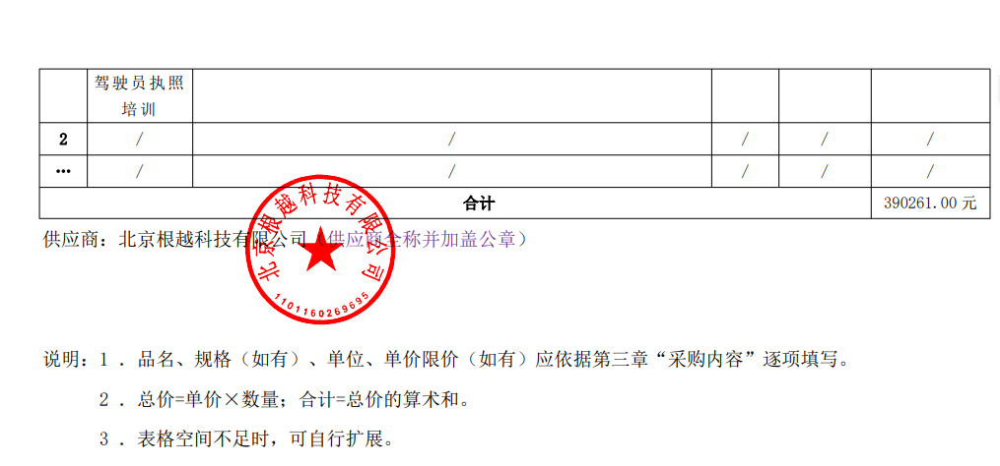 驾驶员执照
培训
2 / / / / /
… / / / / /
合计 390261.00 元
供应商：北京根越科技有限公司（供应商全称并加盖公章）
北京根越科技有限公司
1101160269695
说明：1 ．品名、规格（如有）、单位、单价限价（如有）应依据第三章“采购内容”逐项填写。
2 ．总价=单价×数量；合计=总价的算术和。
3 ．表格空间不足时，可自行扩展。